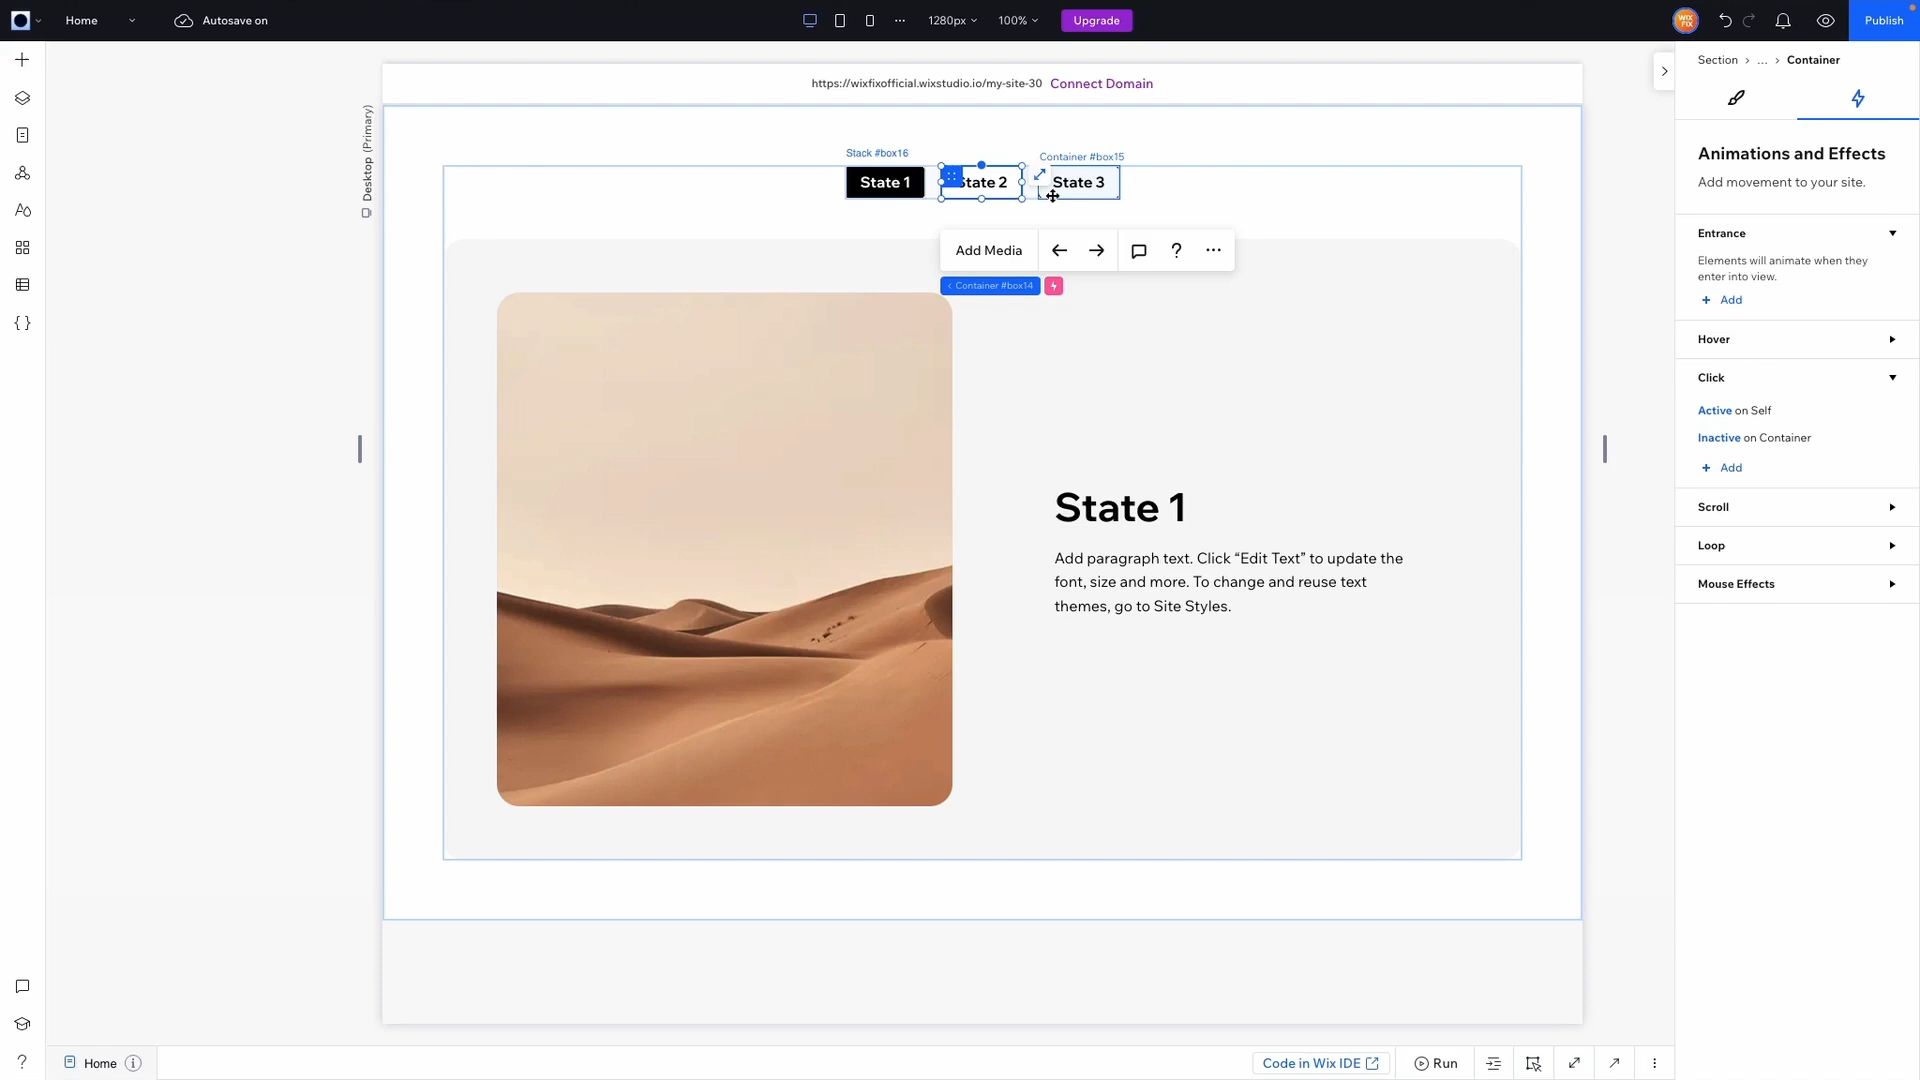 Home
Autosave on
1280px
100%
Upgrade
WIX
FIX
Publish
https://wixfixofficial.wixstudio.io/my-site-30 Connect Domain
Desktop (Primary)
Section > ... > Container
Animations and Effects
Add movement to your site.
Entrance
Elements will animate when they
enter into view.
+ Add
Hover
Click
Active on Self
Inactive on Container
+ Add
Scroll
Loop
Mouse Effects
Stack #box16
Container #box15
State 1
State 2
State 3
Add Media
?
< Container #box14
State 1
Add paragraph text. Click “Edit Text” to update the
font, size and more. To change and reuse text
themes, go to Site Styles.
?
Home
Code in Wix IDE
Run